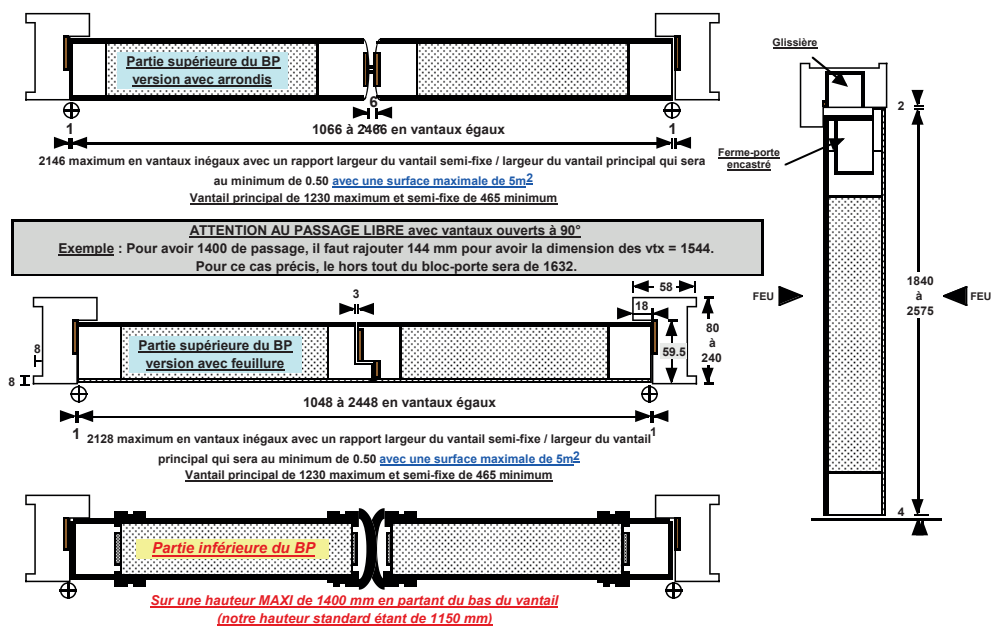 Partie supérieure du BP
version avec arrondis
6
1
1066 à 2466 en vantaux égaux
1
2146 maximum en vantaux inégaux avec un rapport largeur du vantail semi-fixe / largeur du vantail principal qui sera
au minimum de 0.50 avec une surface maximale de 5m2
Vantail principal de 1230 maximum et semi-fixe de 465 minimum
ATTENTION AU PASSAGE LIBRE avec vantaux ouverts à 90°
Exemple : Pour avoir 1400 de passage, il faut rajouter 144 mm pour avoir la dimension des vtx = 1544.
Pour ce cas précis, le hors tout du bloc-porte sera de 1632.
3
58
18
8
8
Partie supérieure du BP
version avec feuillure
59.5
80
à
240
1048 à 2448 en vantaux égaux
1
1
2128 maximum en vantaux inégaux avec un rapport largeur du vantail semi-fixe / largeur du vantail
principal qui sera au minimum de 0.50 avec une surface maximale de 5m2
Vantail principal de 1230 maximum et semi-fixe de 465 minimum
Partie inférieure du BP
Sur une hauteur MAXI de 1400 mm en partant du bas du vantail
(notre hauteur standard étant de 1150 mm)
Glissière
2
Ferme-porte
encastré
FEU
1840
à
2575
FEU
4